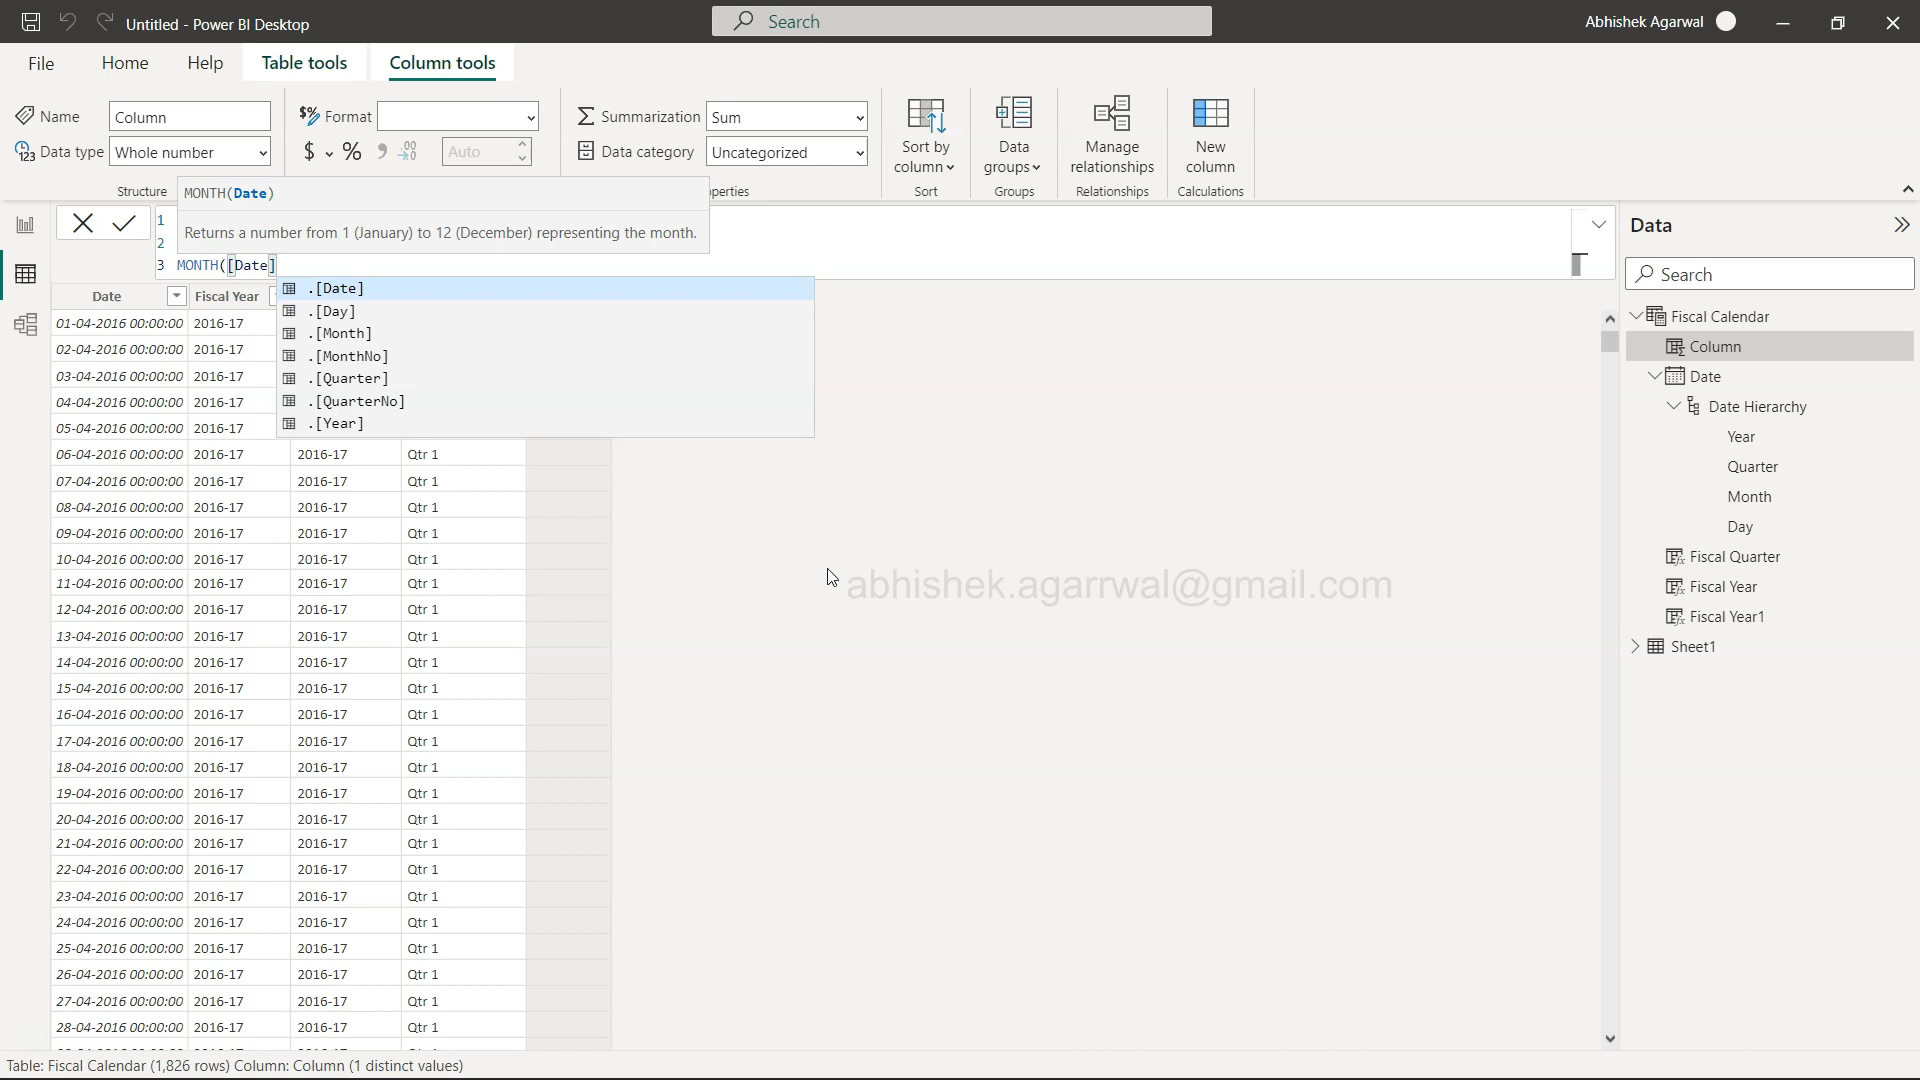 Untitled - Power BI Desktop
Search
Abhishek Agarwal
File Home Help Table tools Column tools
Name Column
Data type Whole number
Structure
Format
$ % Auto
Summarization Sum
Data category Uncategorized
perties
Sort by column
Sort
Data groups
Groups
Manage relationships
Relationships
New column
Calculations
MONTH(Date)
Returns a number from 1 (January) to 12 (December) representing the month.
1
2
3 MONTH([Date]
.[Date]
.[Day]
.[Month]
.[MonthNo]
.[Quarter]
.[QuarterNo]
.[Year]
Date Fiscal Year
01-04-2016 00:00:00 2016-17
02-04-2016 00:00:00 2016-17
03-04-2016 00:00:00 2016-17
04-04-2016 00:00:00 2016-17
05-04-2016 00:00:00 2016-17
06-04-2016 00:00:00 2016-17 2016-17 Qtr 1
07-04-2016 00:00:00 2016-17 2016-17 Qtr 1
08-04-2016 00:00:00 2016-17 2016-17 Qtr 1
09-04-2016 00:00:00 2016-17 2016-17 Qtr 1
10-04-2016 00:00:00 2016-17 2016-17 Qtr 1
11-04-2016 00:00:00 2016-17 2016-17 Qtr 1
12-04-2016 00:00:00 2016-17 2016-17 Qtr 1
13-04-2016 00:00:00 2016-17 2016-17 Qtr 1
14-04-2016 00:00:00 2016-17 2016-17 Qtr 1
15-04-2016 00:00:00 2016-17 2016-17 Qtr 1
16-04-2016 00:00:00 2016-17 2016-17 Qtr 1
17-04-2016 00:00:00 2016-17 2016-17 Qtr 1
18-04-2016 00:00:00 2016-17 2016-17 Qtr 1
19-04-2016 00:00:00 2016-17 2016-17 Qtr 1
20-04-2016 00:00:00 2016-17 2016-17 Qtr 1
21-04-2016 00:00:00 2016-17 2016-17 Qtr 1
22-04-2016 00:00:00 2016-17 2016-17 Qtr 1
23-04-2016 00:00:00 2016-17 2016-17 Qtr 1
24-04-2016 00:00:00 2016-17 2016-17 Qtr 1
25-04-2016 00:00:00 2016-17 2016-17 Qtr 1
26-04-2016 00:00:00 2016-17 2016-17 Qtr 1
27-04-2016 00:00:00 2016-17 2016-17 Qtr 1
28-04-2016 00:00:00 2016-17 2016-17 Qtr 1
abhishek.agarrwal@gmail.com
Data
Search
Fiscal Calendar
Column
Date
Date Hierarchy
Year
Quarter
Month
Day
Fiscal Quarter
Fiscal Year
Fiscal Year1
Sheet1
Table: Fiscal Calendar (1,826 rows) Column: Column (1 distinct values)